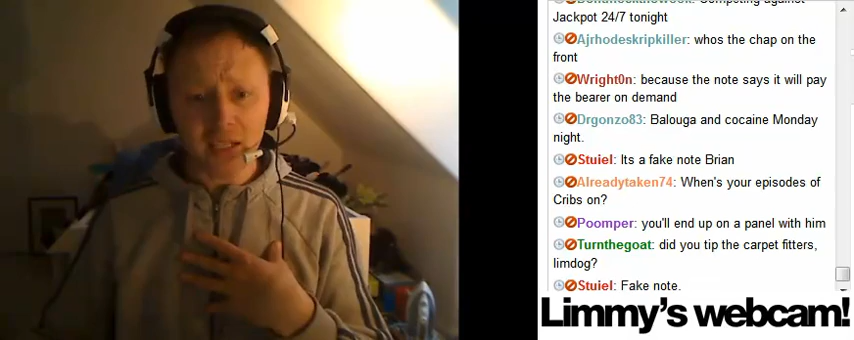 Jackpot 24/7 tonight
Ajrhodeskripkiller: whos the chap on the
front
Wright0n: because the note says it will pay
the bearer on demand
Drgonzo83: Balouga and cocaine Monday
night.
Stuiel: Its a fake note Brian
Alreadytaken74: When's your episodes of
Cribs on?
Poomper: you'll end up on a panel with him
Turnthegoat: did you tip the carpet fitters,
limdog?
Stuiel: Fake note.
Limmy's webcam!